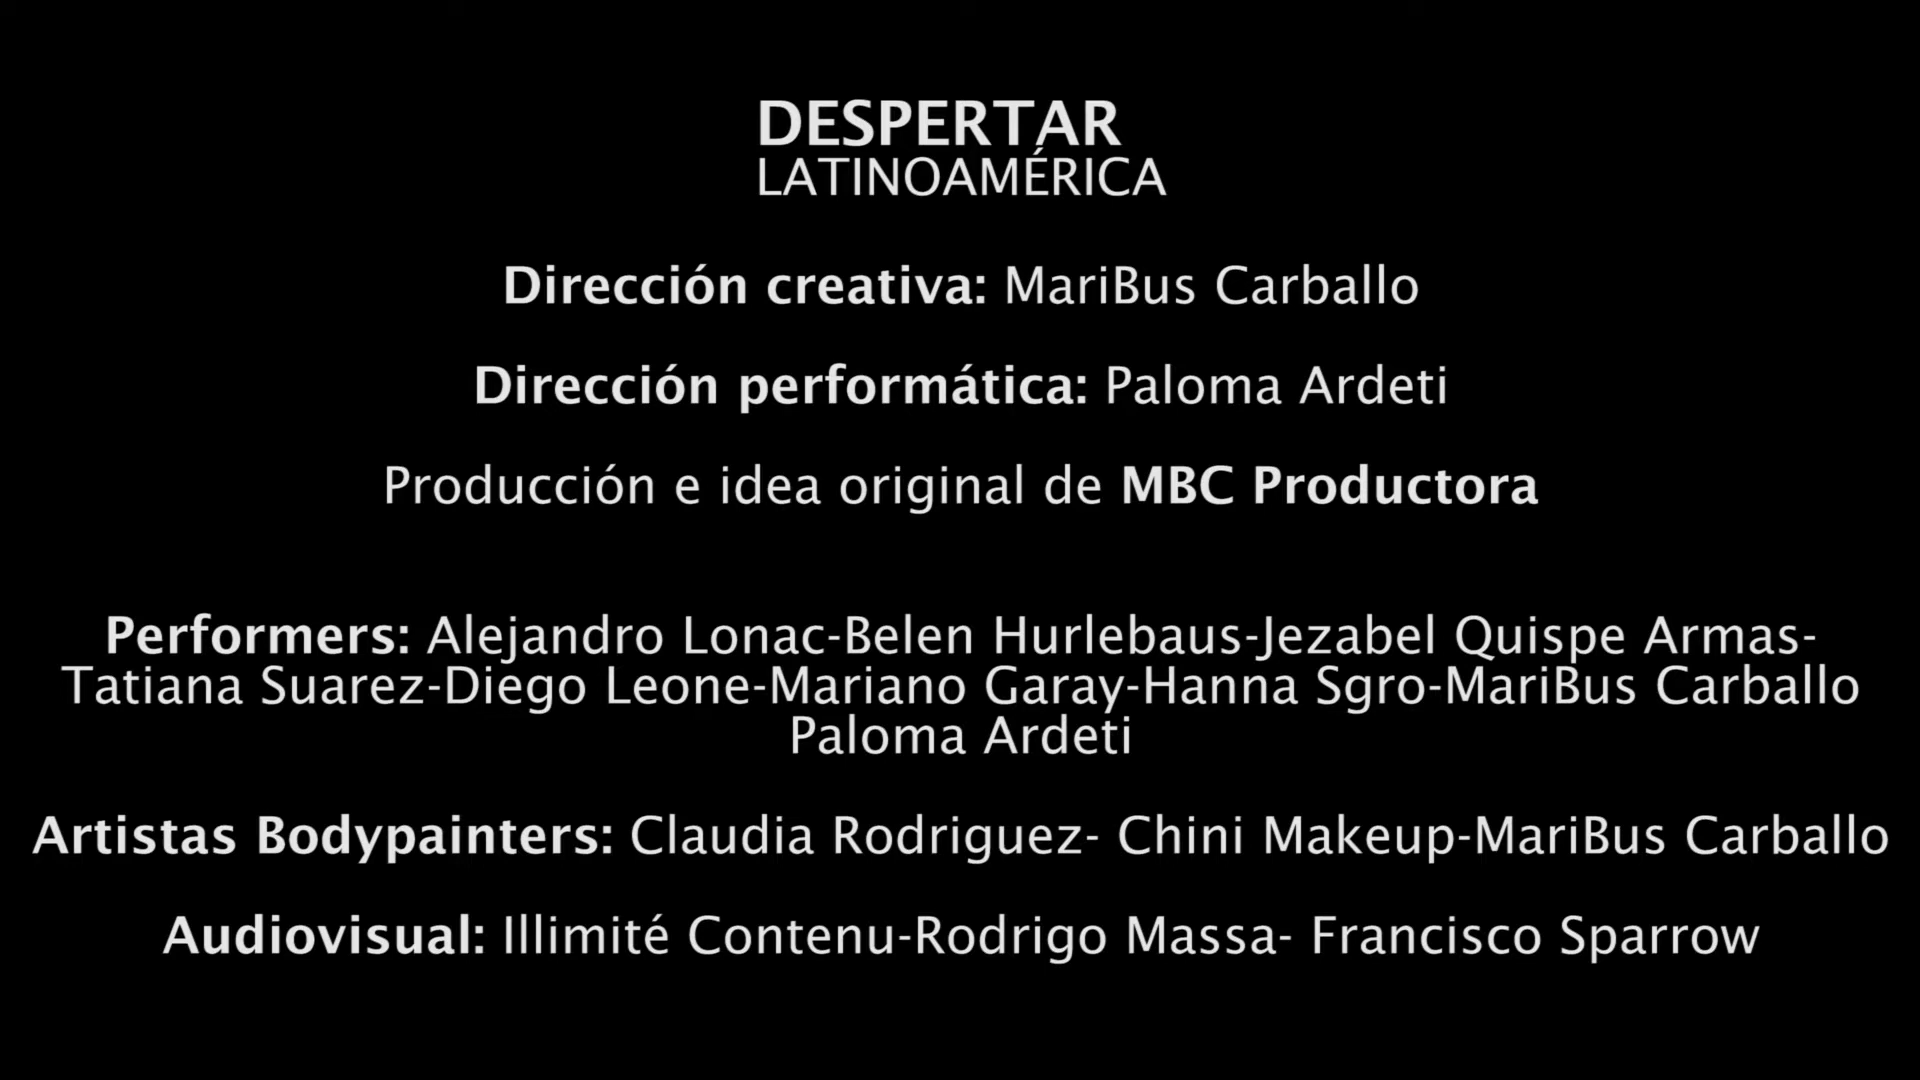 DESPERTAR
LATINOAMÉRICA
Dirección creativa: MariBus Carballo
Dirección performática: Paloma Ardeti
Producción e idea original de MBC Productora
Performers: Alejandro Lonac-Belen Hurlebaus-Jezabel Quispe Armas-
Tatiana Suarez-Diego Leone-Mariano Garay-Hanna Sgro-MariBus Carballo
Paloma Ardeti
Artistas Bodypainters: Claudia Rodriguez- Chini Makeup-MariBus Carballo
Audiovisual: Illimité Contenu-Rodrigo Massa- Francisco Sparrow